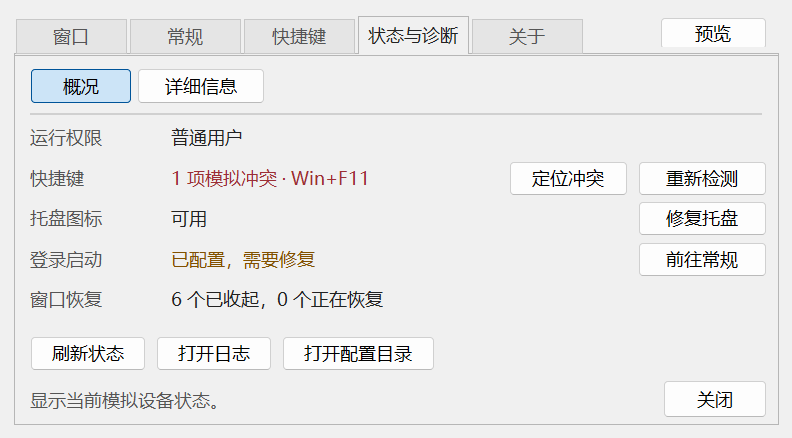 窗口 常规 快捷键 状态与诊断 关于 预览
概况 详细信息
运行权限 普通用户
快捷键 1 项模拟冲突 · Win+F11 定位冲突 重新检测
托盘图标 可用 修复托盘
登录启动 已配置，需要修复 前往常规
窗口恢复 6 个已收起，0 个正在恢复
刷新状态 打开日志 打开配置目录
显示当前模拟设备状态。 关闭